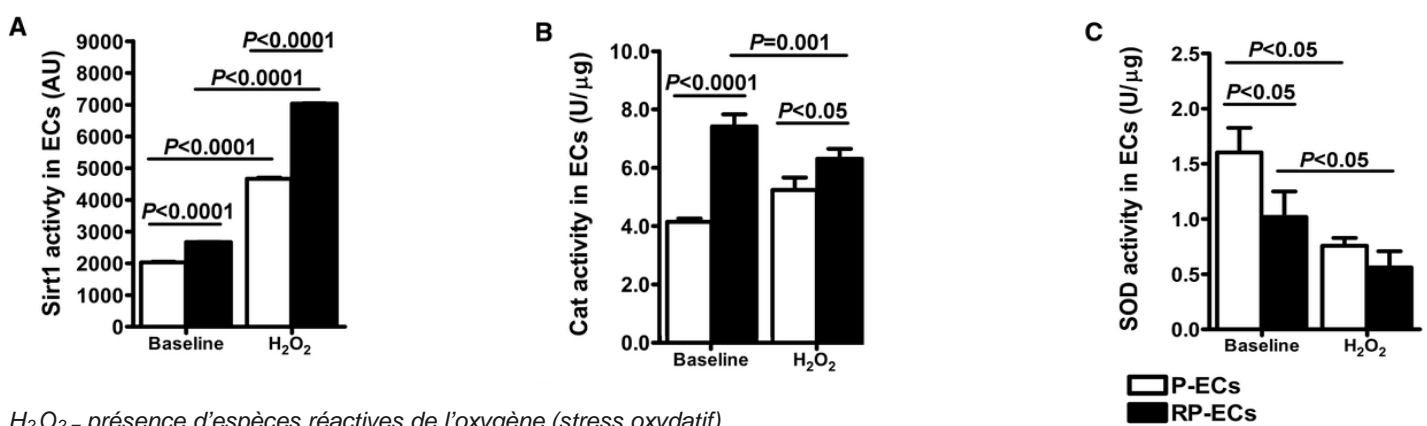 A
Sirt1 activty in ECs (AU)
9000
8000
7000
6000
5000
4000
3000
2000
1000
0
P<0.0001
P<0.0001
P<0.0001
P<0.0001
Baseline
H₂O₂
B
Cat activity in ECs (U/µg)
10.0
8.0
6.0
4.0
2.0
0.0
P=0.001
P<0.0001
P<0.05
Baseline
H₂O₂
C
SOD activity in ECs (U/µg)
2.5
2.0
1.5
1.0
0.5
0.0
P<0.05
P<0.05
P<0.05
Baseline
H₂O₂
P-ECs
RP-ECs
H₂O₂ – présence d'espèces réactives de l'oxygène (stress oxydatif)